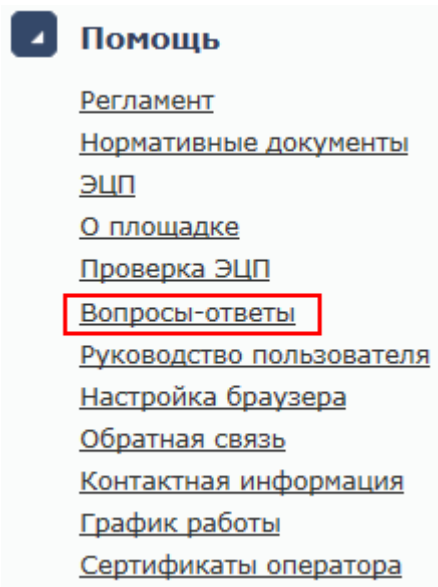 Помощь
Регламент
Нормативные документы
ЭЦП
О площадке
Проверка ЭЦП
Вопросы-ответы
Руководство пользователя
Настройка браузера
Обратная связь
Контактная информация
График работы
Сертификаты оператора